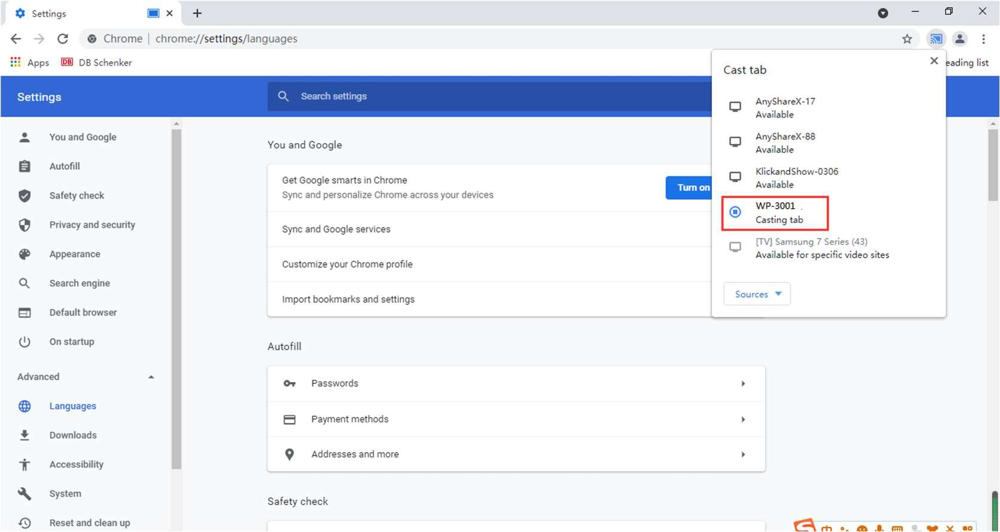 Settings
Chrome
chrome://settings/languages
Apps
DB
DB Schenker
eading list
Settings
Search settings
Cast tab
AnyShareX-17
Available
AnyShareX-88
Available
KlickandShow-0306
Available
WP-3001
Casting tab
[TV] Samsung 7 Series (43)
Available for specific video sites
Sources
You and Google
Autofill
Safety check
Privacy and security
Appearance
Search engine
Default browser
On startup
Advanced
Languages
Downloads
Accessibility
System
Reset and clean up
You and Google
Get Google smarts in Chrome
Sync and personalize Chrome across your devices
Turn on
Sync and Google services
Customize your Chrome profile
Import bookmarks and settings
Autofill
Passwords
Payment methods
Addresses and more
Safety check